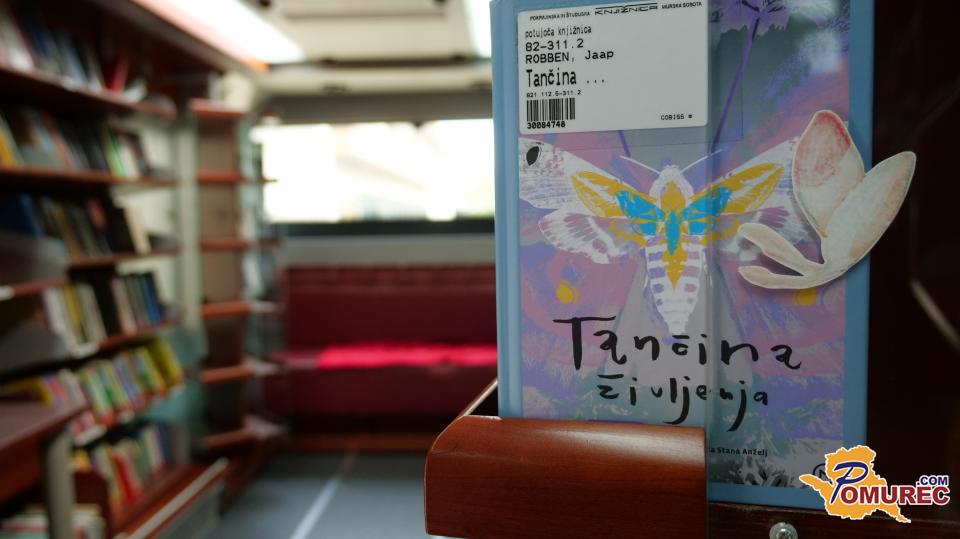 POKRAJINSKA IN ŠTUDIJSKA KNJIŽNICA MURSKA SOBOTA
potujoča knjižnica
82-311.2
ROBBEN, Jaap
Tančina ...
821.112.5-311.2
30084748
COBISS
Tančina
življenja
Stana Anželj
POMUREC.COM